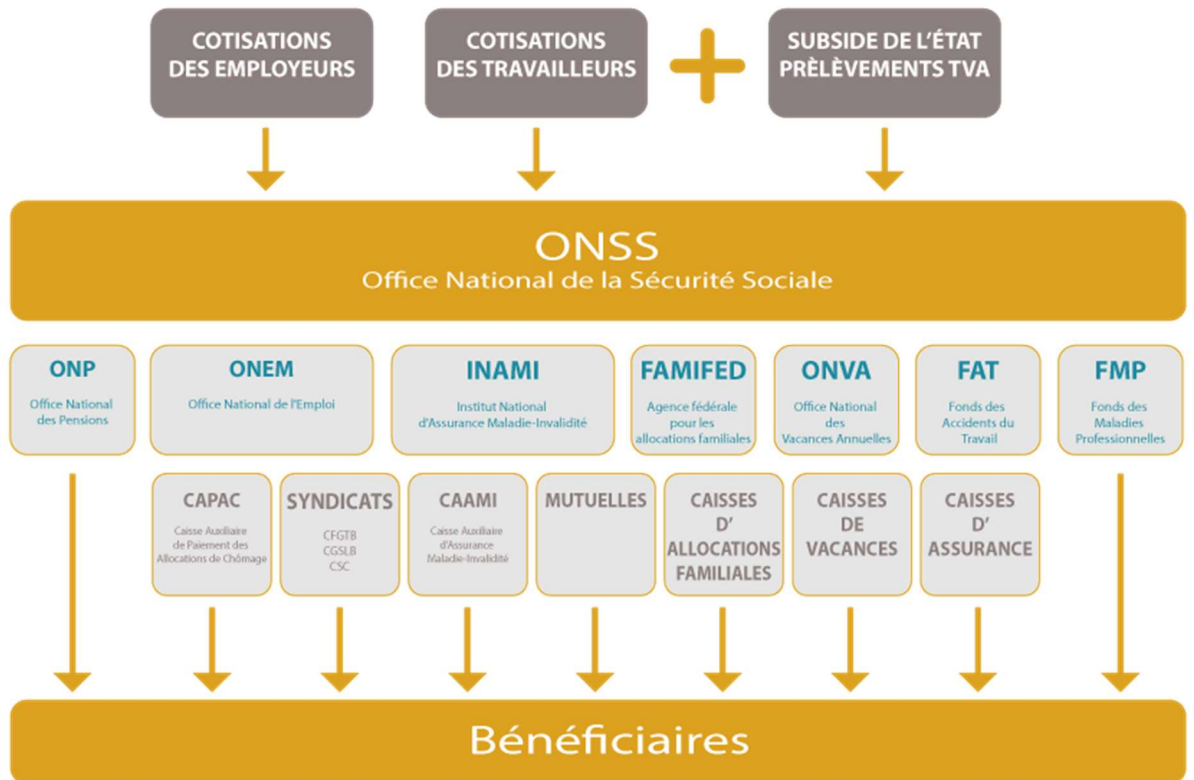 COTISATIONS
DES EMPLOYEURS
COTISATIONS
DES TRAVAILLEURS
SUBSIDE DE L'ÉTAT
PRÈLÈVEMENTS TVA
ONSS
Office National de la Sécurité Sociale
ONP
Office National
des Pensions
ONEM
Office National de l'Emploi
INAMI
Institut National
d'Assurance Maladie-Invalidité
FAMIFED
Agence fédérale
pour les
allocations familiales
ONVA
Office National
des
Vacances Annuelles
FAT
Fonds des
Accidents du
Travail
FMP
Fonds des
Maladies
Professionnelles
CAPAC
Caisse Auxiliaire
de Paiement des
Allocations de Chômage
SYNDICATS
CFGTB
CGSLB
CSC
CAAMI
Caisse Auxiliaire
d'Assurance
Maladie-Invalidité
MUTUELLES
CAISSES
D'
ALLOCATIONS
FAMILIALES
CAISSES
DE
VACANCES
CAISSES
D'
ASSURANCE
Bénéficiaires